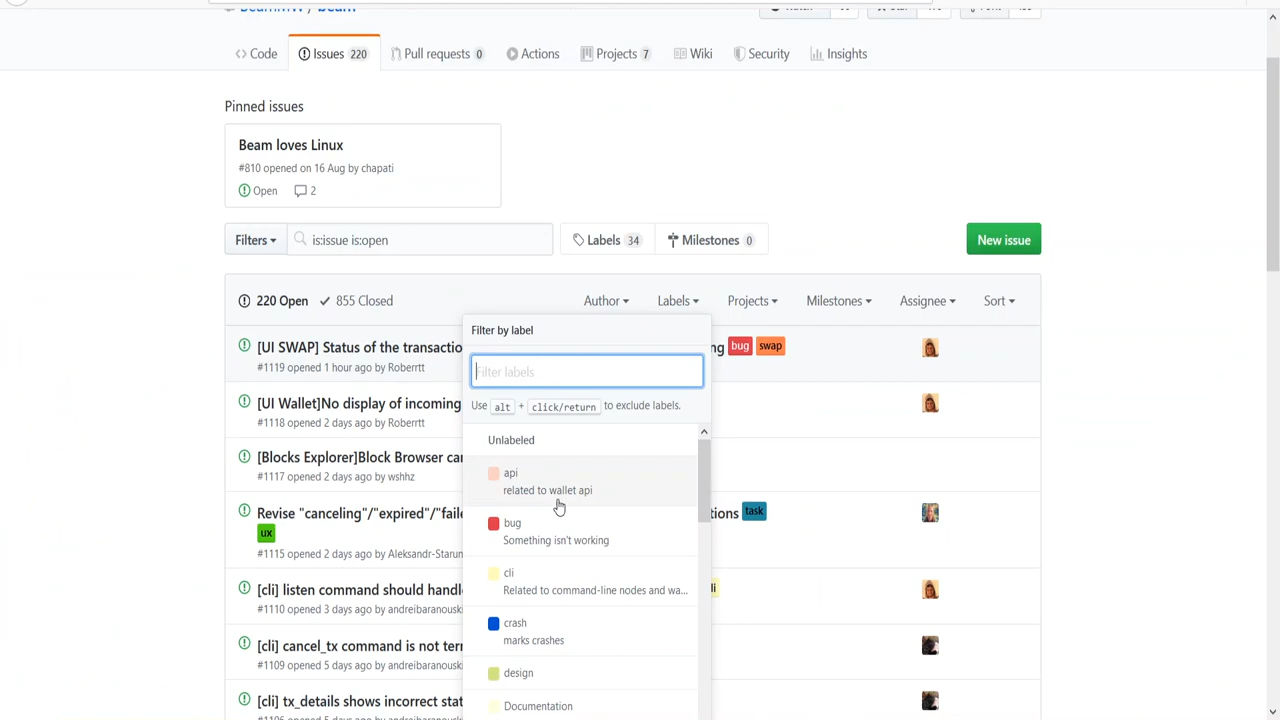 <> Code Issues 220 Pull requests 0 Actions Projects 7 Wiki Security Insights
Pinned issues
Beam loves Linux
#810 opened on 16 Aug by chapati
Open 2
Filters is:issue is:open Labels 34 Milestones 0 New issue
220 Open 855 Closed Author Labels Projects Milestones Assignee Sort
Filter by label
Filter labels
Use alt + click/return to exclude labels.
Unlabeled
api
related to wallet api
bug
Something isn't working
cli
Related to command-line nodes and wa...
crash
marks crashes
design
Documentation
[UI SWAP] Status of the transactio
ng bug swap
#1119 opened 1 hour ago by Roberrtt
[UI Wallet]No display of incoming
#1118 opened 2 days ago by Roberrtt
[Blocks Explorer]Block Browser ca
#1117 opened 2 days ago by wshhz
Revise "canceling"/"expired"/"faile
tions task
ux
#1115 opened 2 days ago by Aleksandr-Starun
[cli] listen command should handl
li
#1110 opened 3 days ago by andreibaranouski
[cli] cancel_tx command is not ter
#1109 opened 5 days ago by andreibaranouski
[cli] tx_details shows incorrect stat